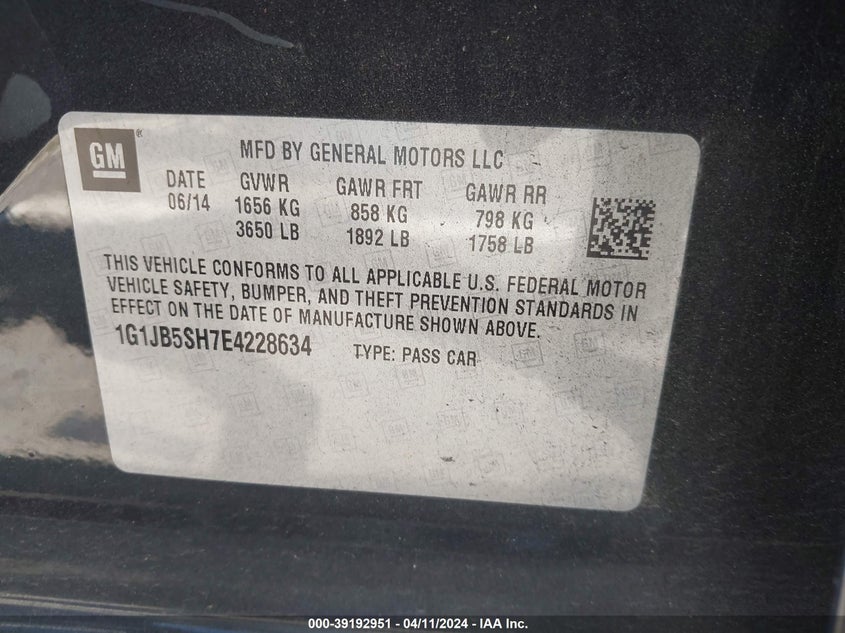 GM ®
MFD BY GENERAL MOTORS LLC
DATE GVWR GAWR FRT GAWR RR
06/14 1656 KG 858 KG 798 KG
3650 LB 1892 LB 1758 LB
THIS VEHICLE CONFORMS TO ALL APPLICABLE U.S. FEDERAL MOTOR
VEHICLE SAFETY, BUMPER, AND THEFT PREVENTION STANDARDS IN
EFFECT ON THE DATE OF MANUFACTURE SHOWN ABOVE.
1G1JB5SH7E4228634 TYPE: PASS CAR
000-39192951 - 04/11/2024 - IAA Inc.